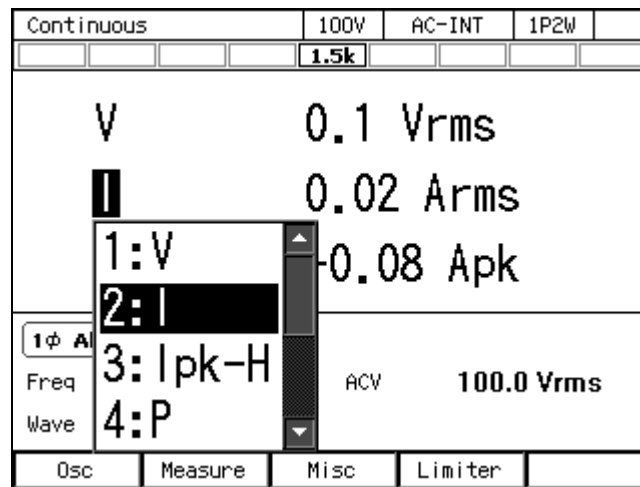 Continuous 100V AC-INT 1P2W
1.5k
V 0.1 Vrms
I 0.02 Arms
1:V
-0.08 Apk
2:I
1φ
3:Ipk-H
Freq ACV 100.0 Vrms
Wave 4:P
Osc Measure Misc Limiter